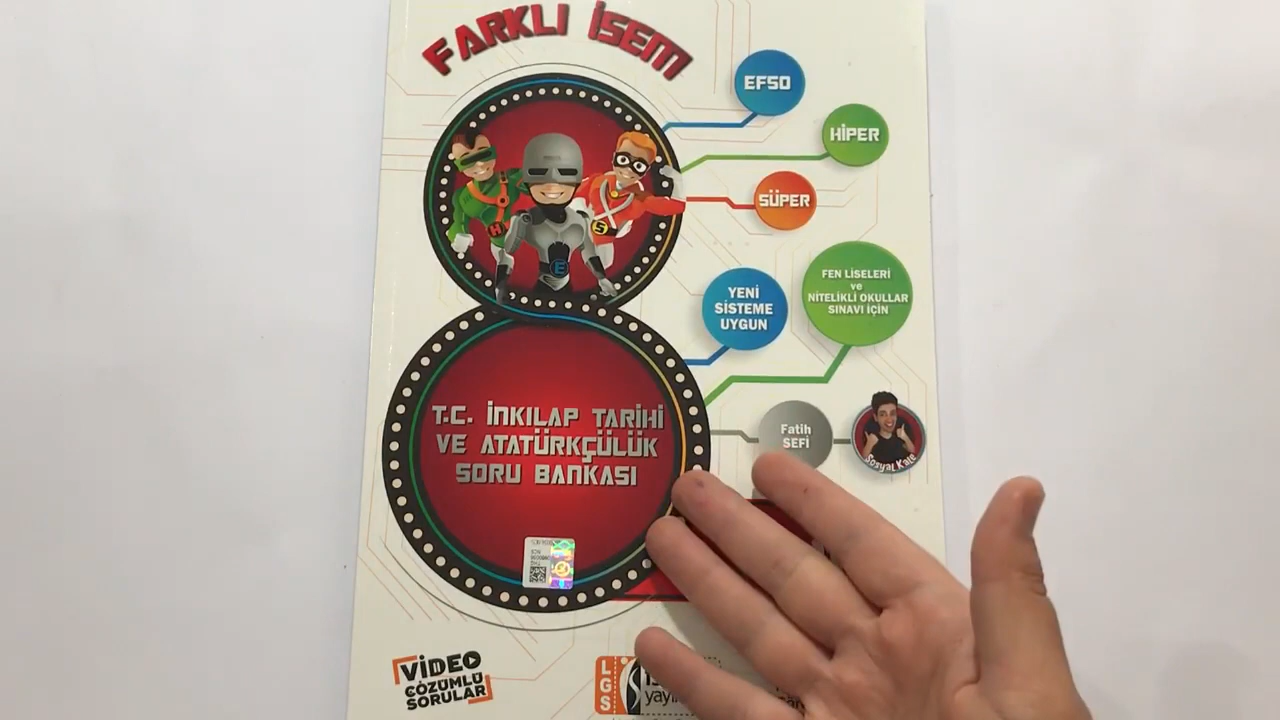 FARKLI İSEM
EFSO
HİPER
SÜPER
H
S
E
YENİ
SİSTEME
UYGUN
FEN LİSELERİ
ve
NİTELİKLİ OKULLAR
SINAVI İÇİN
T.C. İNKILAP TARİHİ
VE ATATÜRKÇÜLÜK
SORU BANKASI
Fatih
SEFİ
Sosyal Kale
VİDEO
ÇÖZÜMLÜ
SORULAR
LGS